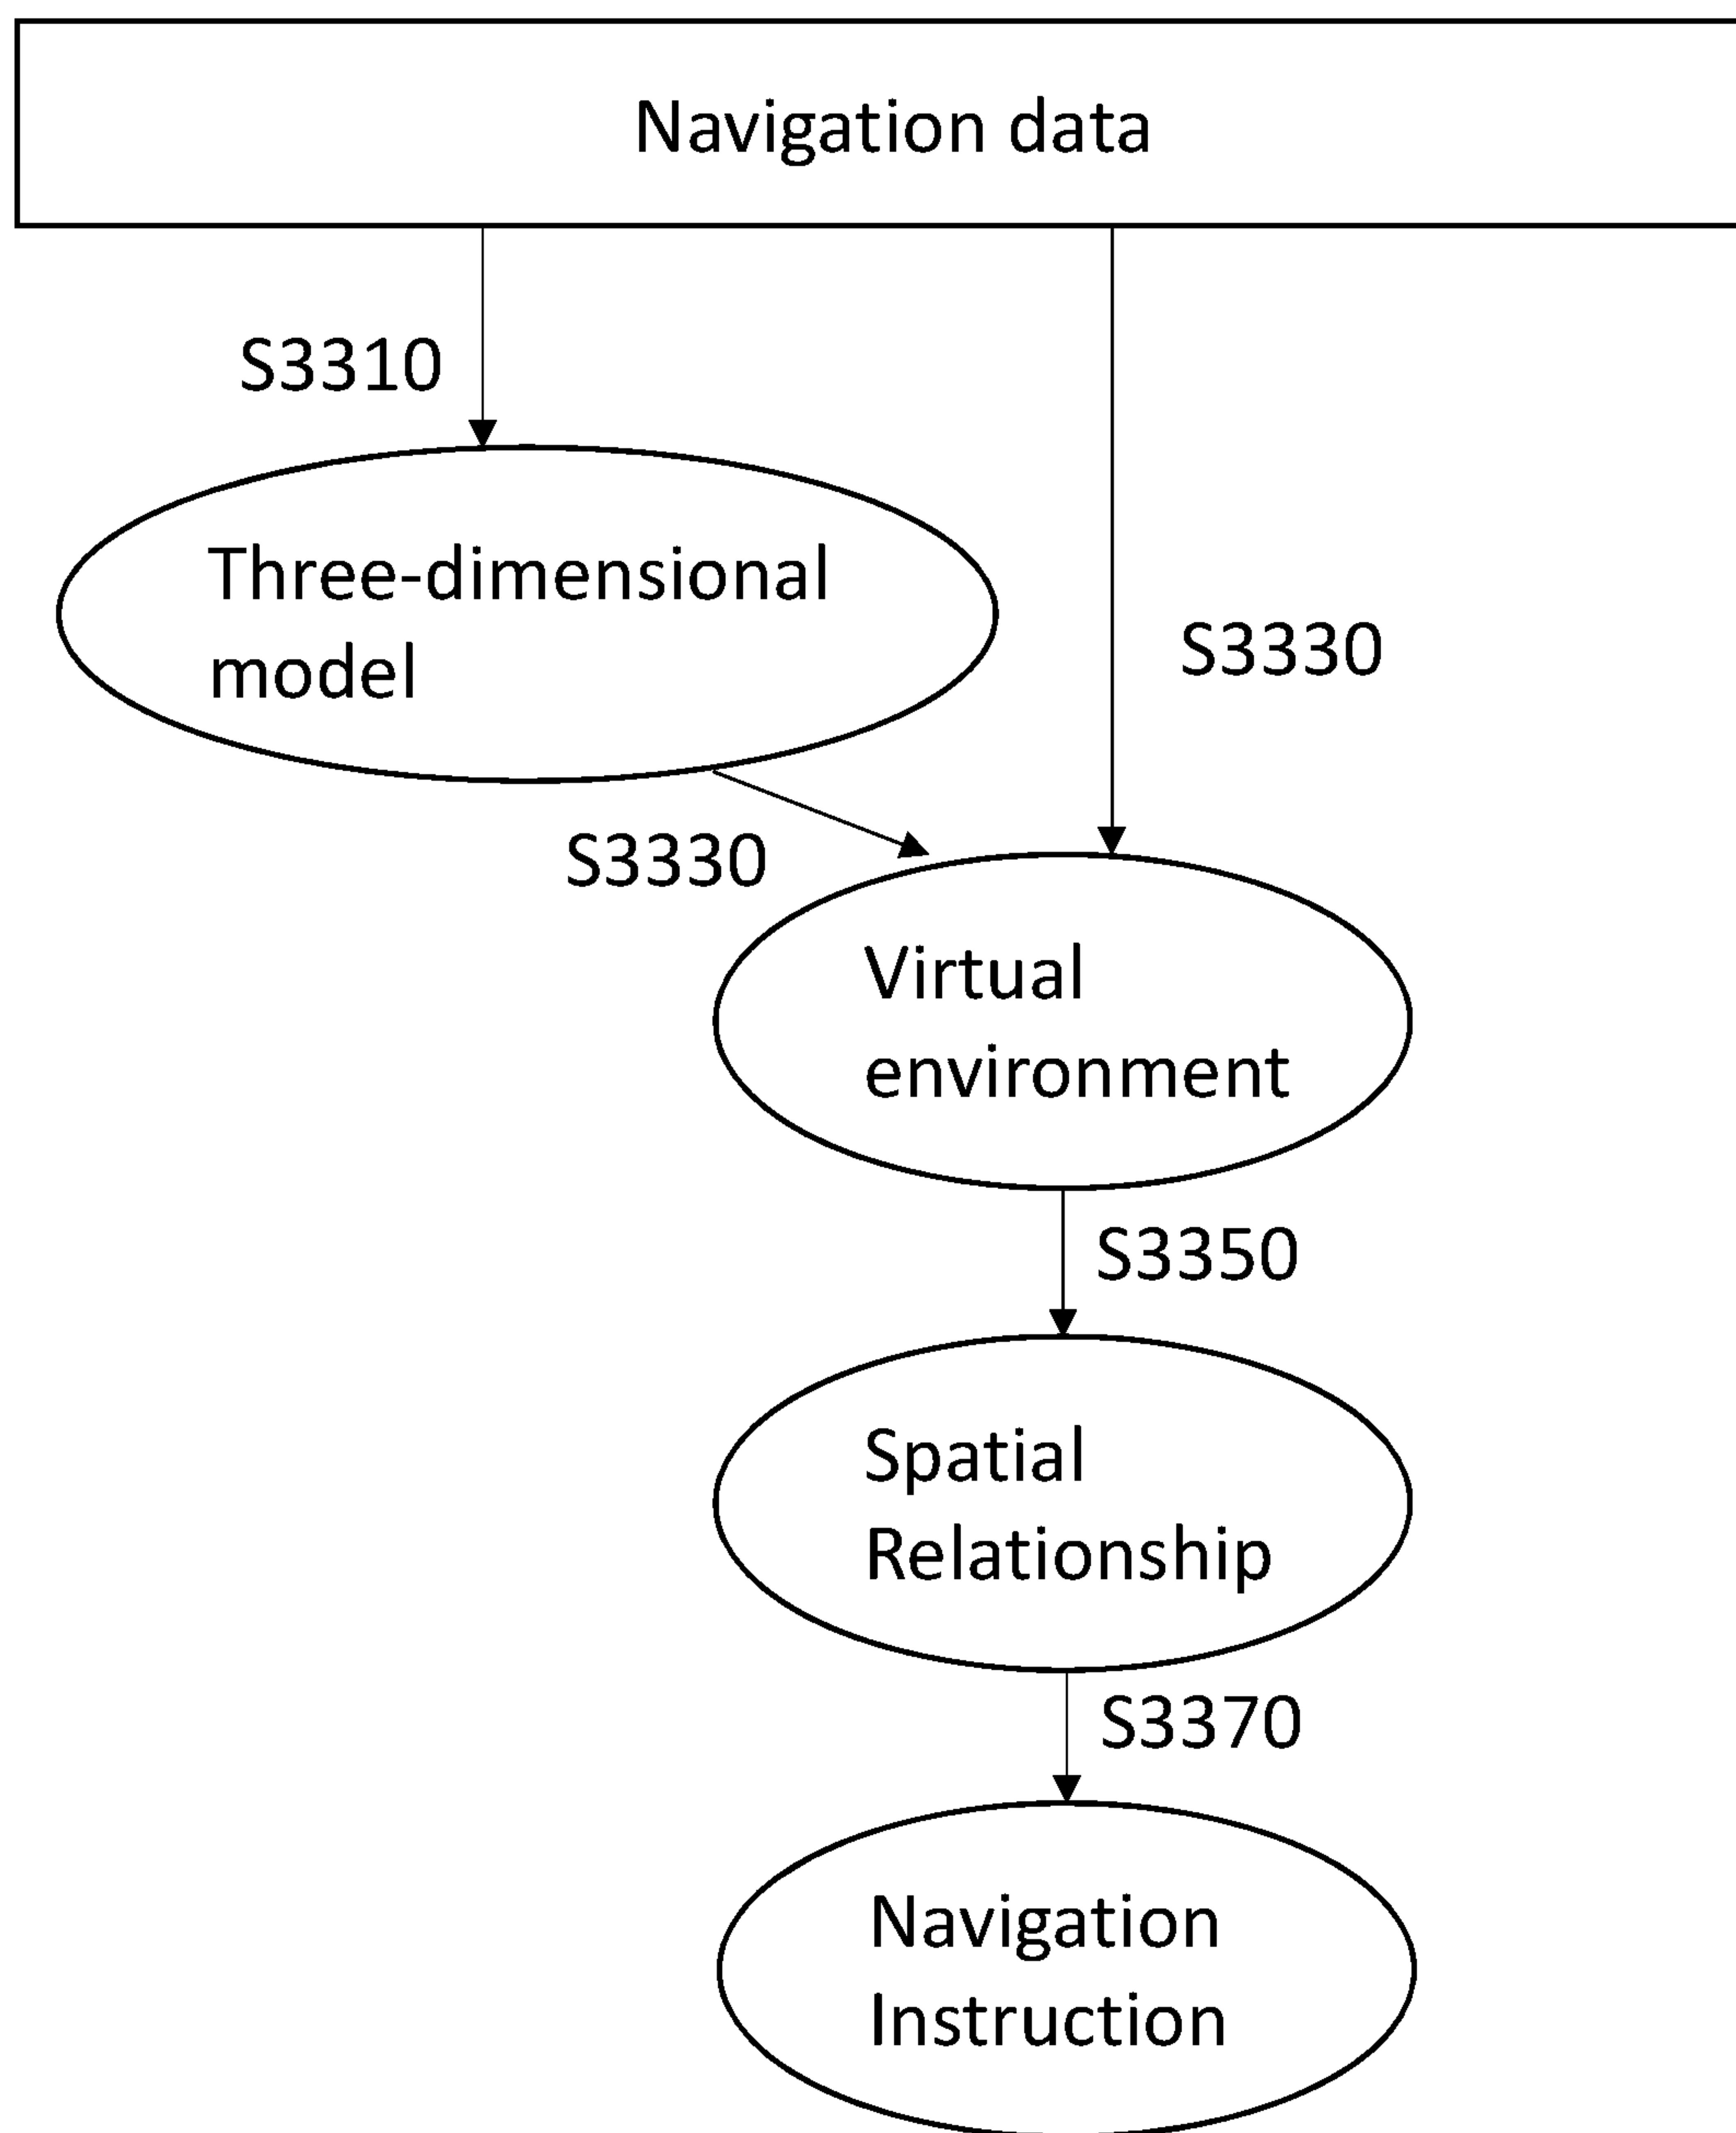 Navigation data
S3310
Three-dimensional
model
S3330
S3330
Virtual
environment
S3350
Spatial
Relationship
S3370
Navigation
Instruction